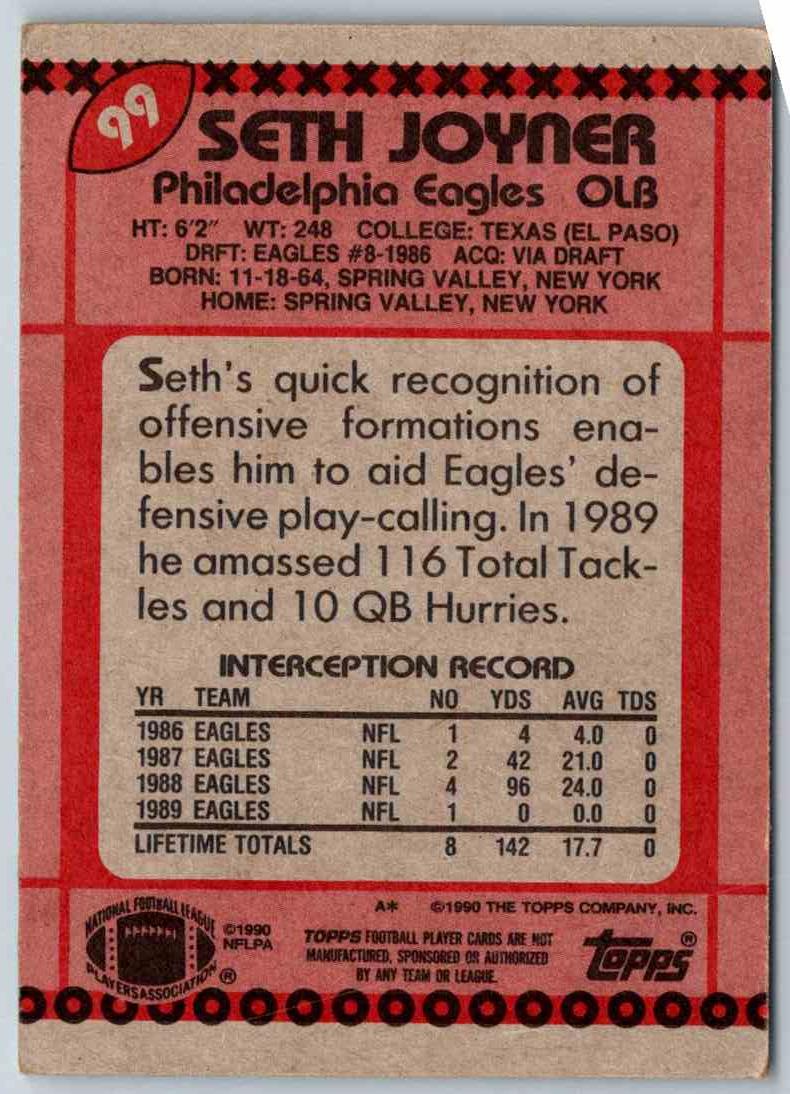 99
SETH JOYNER
Philadelphia Eagles OLB
HT: 6'2" WT: 248 COLLEGE: TEXAS (EL PASO)
DRFT: EAGLES #8-1986 ACQ: VIA DRAFT
BORN: 11-18-64, SPRING VALLEY, NEW YORK
HOME: SPRING VALLEY, NEW YORK
Seth's quick recognition of
offensive formations ena-
bles him to aid Eagles' de-
fensive play-calling. In 1989
he amassed 116 Total Tack-
les and 10 QB Hurries.
INTERCEPTION RECORD
YR TEAM NO YDS AVG TDS
1986 EAGLES NFL 1 4 4.0 0
1987 EAGLES NFL 2 42 21.0 0
1988 EAGLES NFL 4 96 24.0 0
1989 EAGLES NFL 1 0 0.0 0
LIFETIME TOTALS 8 142 17.7 0
A* ©1990 THE TOPPS COMPANY, INC.
NATIONAL FOOTBALL LEAGUE
PLAYERS ASSOCIATION ®
©1990
NFLPA
TOPPS FOOTBALL PLAYER CARDS ARE NOT
MANUFACTURED, SPONSORED OR AUTHORIZED
BY ANY TEAM OR LEAGUE.
topps®